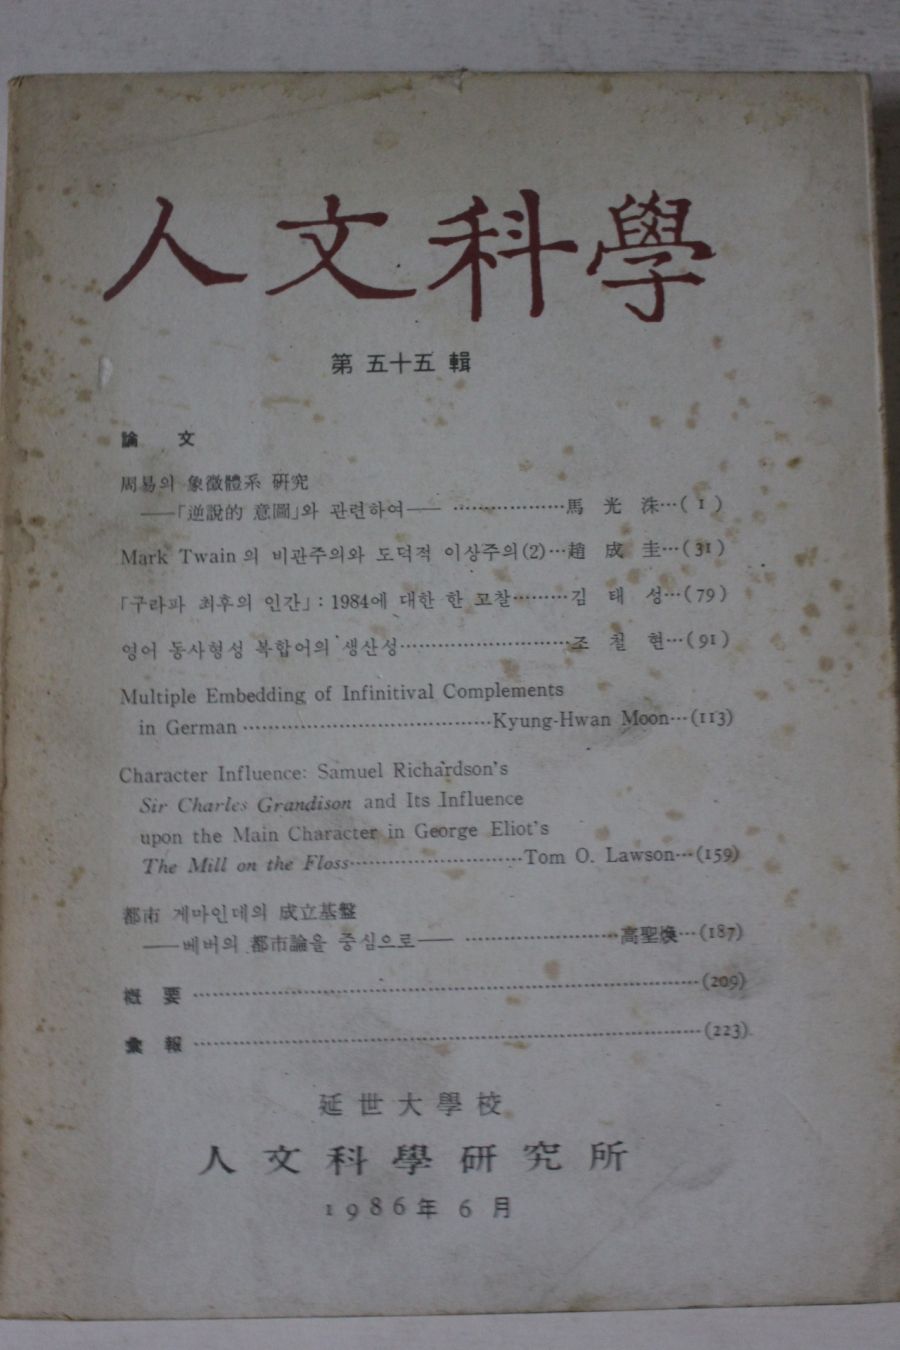 人文科學
第 五十五 輯
論 文
周易의 象徵體系 硏究
──「逆說的 意圖」와 관련하여── ………………馬 光 洙…( 1 )
Mark Twain의 비관주의와 도덕적 이상주의(2)…趙 成 圭…(31)
「구라파 최후의 인간」: 1984에 대한 한 고찰………김 태 성…(79)
영어 동사형성 복합어의 생산성………………………조 철 현…(91)
Multiple Embedding of Infinitival Complements
in German …………………………………Kyung-Hwan Moon…(113)
Character Influence: Samuel Richardson's
Sir Charles Grandison and Its Influence
upon the Main Character in George Eliot's
The Mill on the Floss………………………Tom O. Lawson…(159)
都市 게마인데의 成立基盤
──베버의 都市論을 중심으로── ……………………高聖煥…(187)
槪 要 ………………………………………………………………(209)
彙 報 ………………………………………………………………(223)
延世大學校
人文科學硏究所
1986年 6月